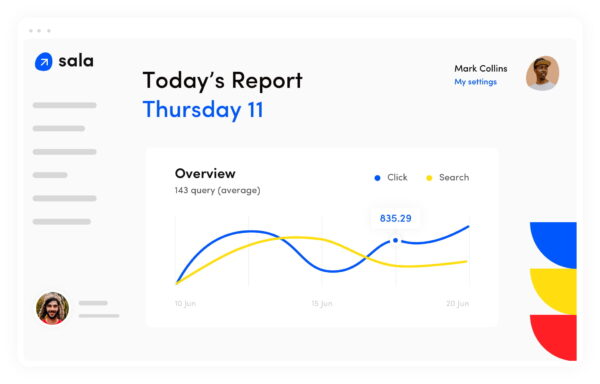 sala
Mark Collins
My settings
Today’s Report
Thursday 11
Overview
143 query (average)
Click
Search
835.29
10 Jun
15 Jun
20 Jun